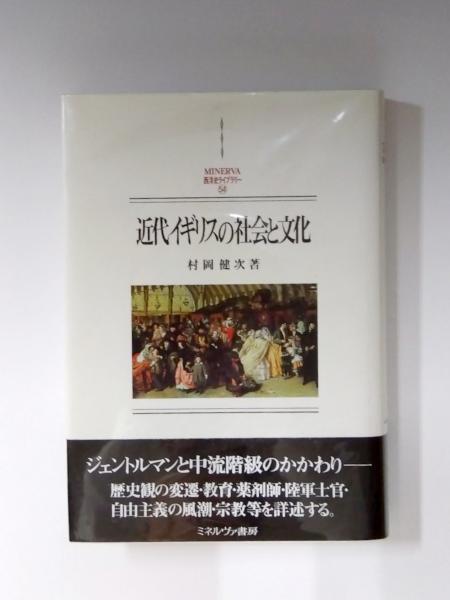 MINERVA
西洋史ライブラリー
54
近代イギリスの社会と文化
村岡健次著
ジェントルマンと中流階級のかかわり――
歴史観の変遷・教育・薬剤師・陸軍士官・
自由主義の風潮・宗教等を詳述する。
ミネルヴァ書房